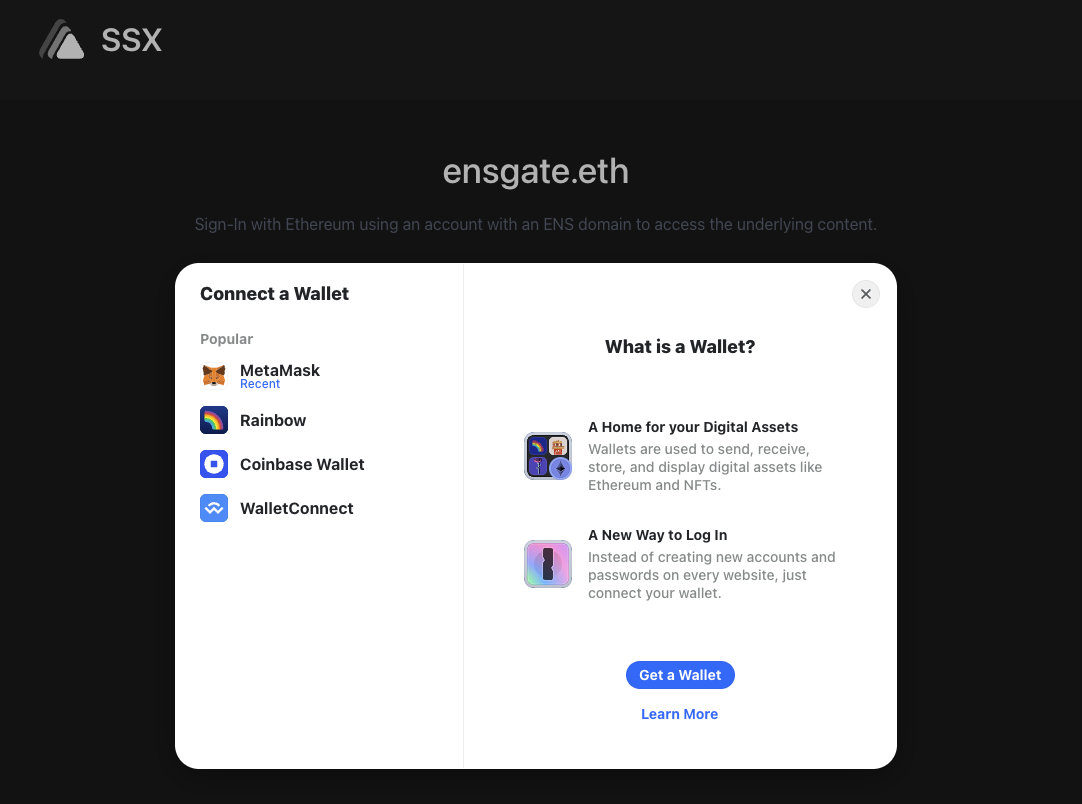 SSX
ensgate.eth
Sign-In with Ethereum using an account with an ENS domain to access the underlying content.
Connect a Wallet
Popular
MetaMask
Recent
Rainbow
Coinbase Wallet
WalletConnect
What is a Wallet?
A Home for your Digital Assets
Wallets are used to send, receive,
store, and display digital assets like
Ethereum and NFTs.
A New Way to Log In
Instead of creating new accounts and
passwords on every website, just
connect your wallet.
Get a Wallet
Learn More